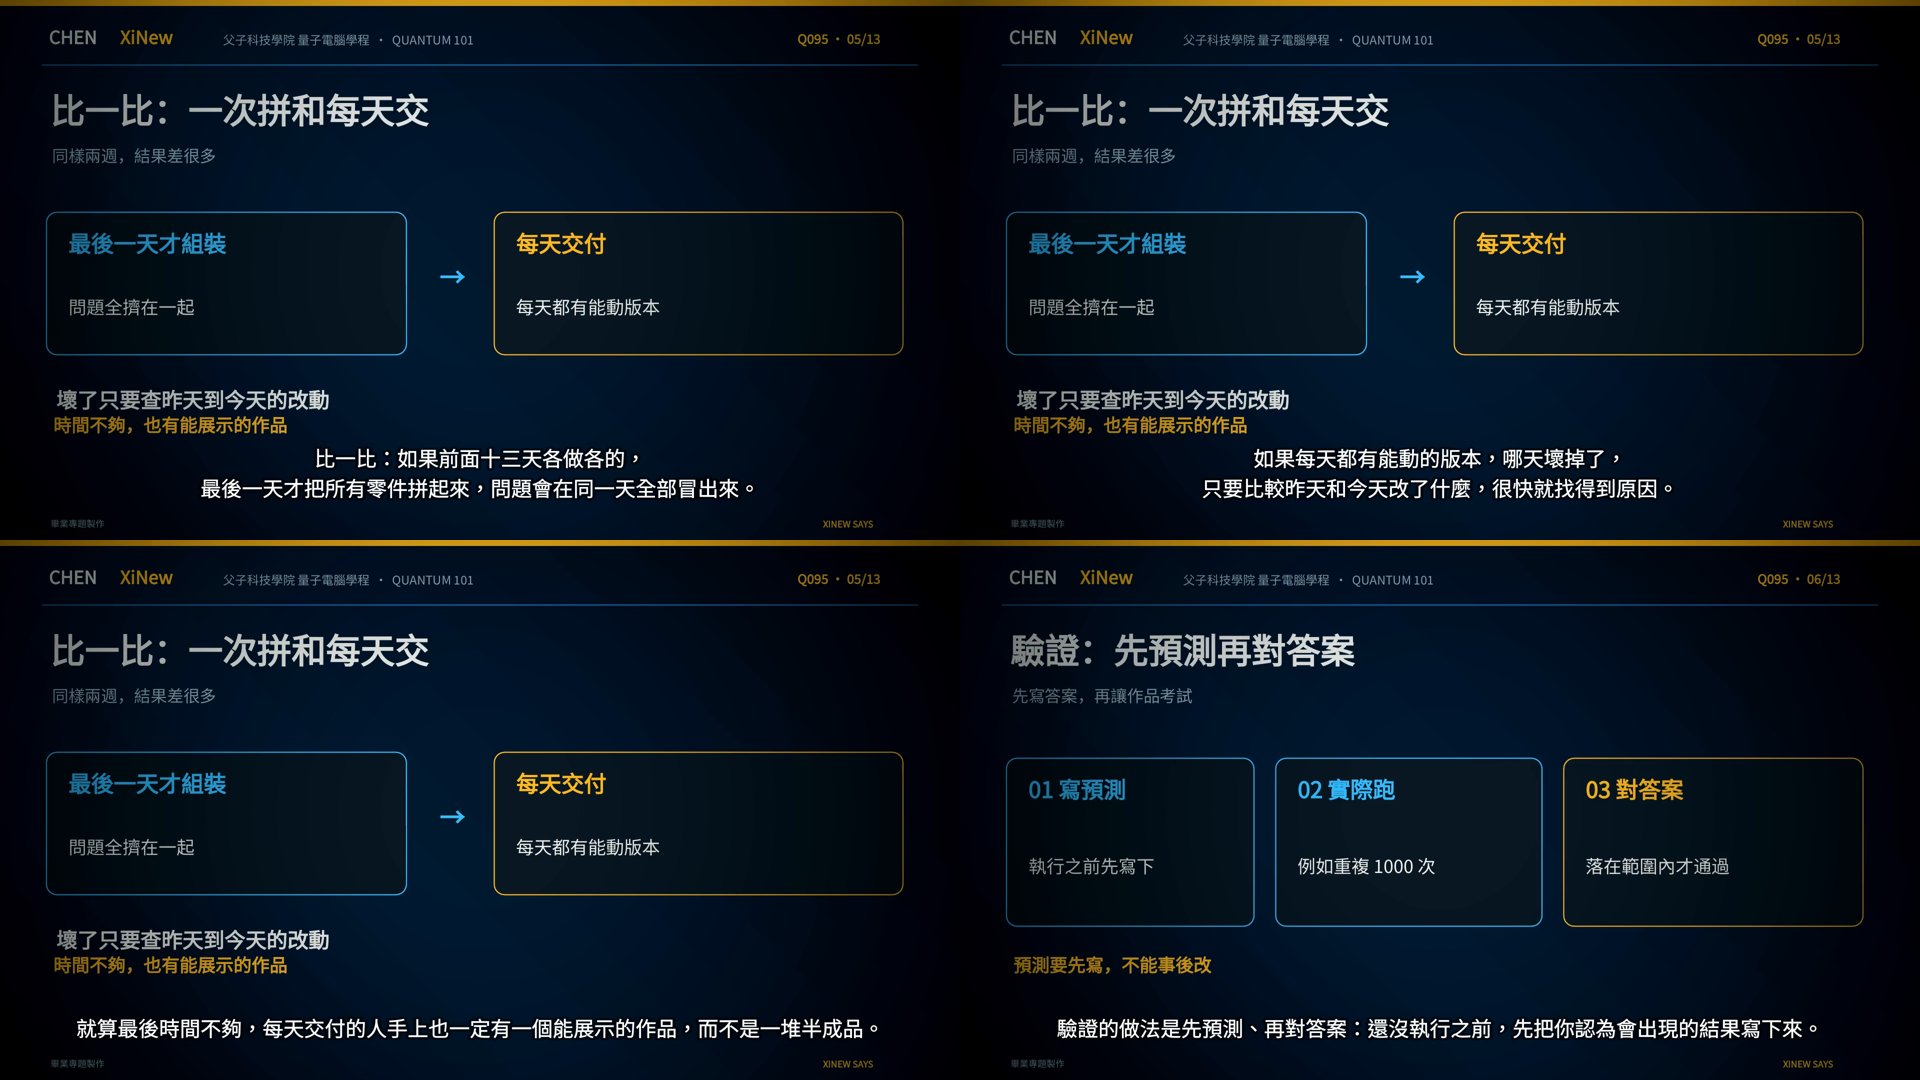 CHEN XiNew 父子科技學院 量子電腦學程 · QUANTUM 101 Q095 · 05/13
比一比：一次拼和每天交
同樣兩週，結果差很多
最後一天才組裝
問題全擠在一起
→
每天交付
每天都有能動版本
壞了只要查昨天到今天的改動
時間不夠，也有能展示的作品
比一比：如果前面十三天各做各的，
最後一天才把所有零件拼起來，問題會在同一天全部冒出來。
畢業專題製作 XINEW SAYS
CHEN XiNew 父子科技學院 量子電腦學程 · QUANTUM 101 Q095 · 05/13
比一比：一次拼和每天交
同樣兩週，結果差很多
最後一天才組裝
問題全擠在一起
→
每天交付
每天都有能動版本
壞了只要查昨天到今天的改動
時間不夠，也有能展示的作品
如果每天都有能動的版本，哪天壞掉了，
只要比較昨天和今天改了什麼，很快就找得到原因。
畢業專題製作 XINEW SAYS
CHEN XiNew 父子科技學院 量子電腦學程 · QUANTUM 101 Q095 · 05/13
比一比：一次拼和每天交
同樣兩週，結果差很多
最後一天才組裝
問題全擠在一起
→
每天交付
每天都有能動版本
壞了只要查昨天到今天的改動
時間不夠，也有能展示的作品
就算最後時間不夠，每天交付的人手上也一定有一個能展示的作品，而不是一堆半成品。
畢業專題製作 XINEW SAYS
CHEN XiNew 父子科技學院 量子電腦學程 · QUANTUM 101 Q095 · 06/13
驗證：先預測再對答案
先寫答案，再讓作品考試
01 寫預測
執行之前先寫下
02 實際跑
例如重複 1000 次
03 對答案
落在範圍內才通過
預測要先寫，不能事後改
驗證的做法是先預測、再對答案：還沒執行之前，先把你認為會出現的結果寫下來。
畢業專題製作 XINEW SAYS